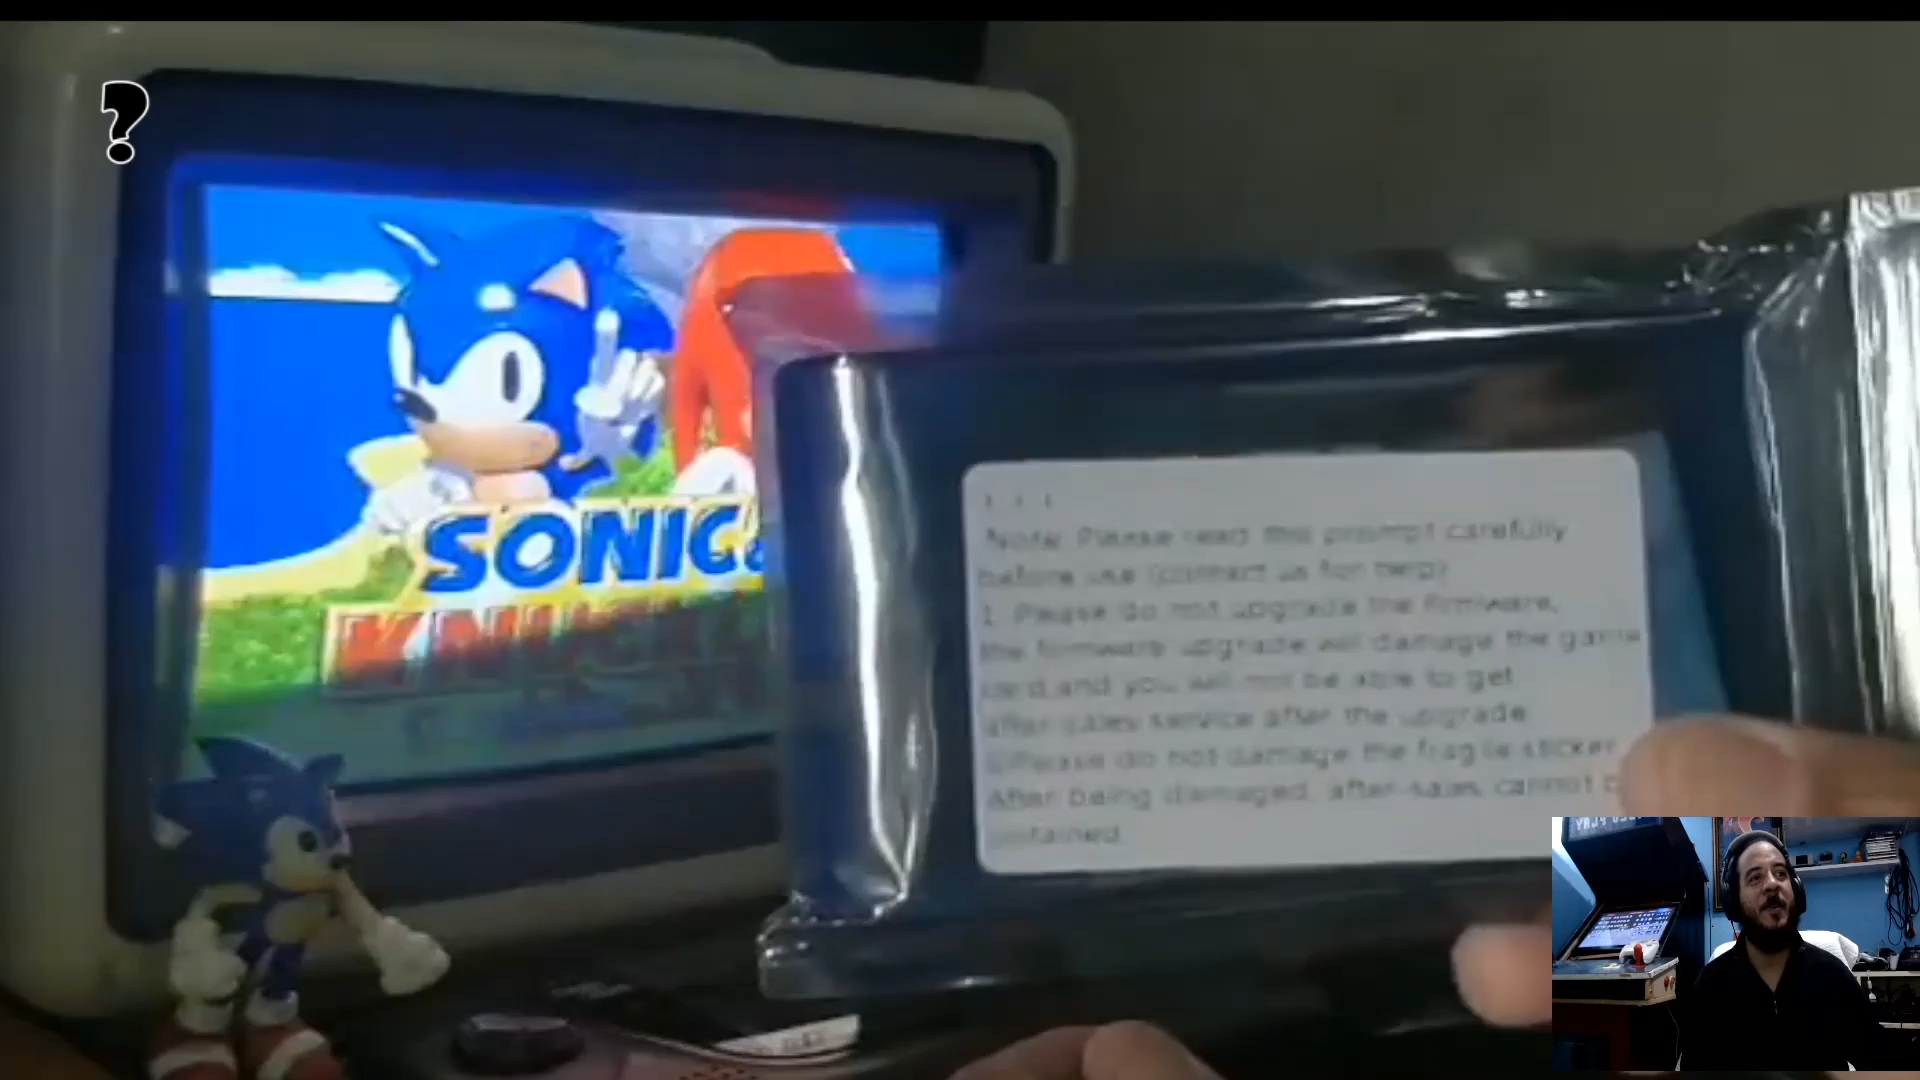 ?
SONIC &
KNUCK
Note: Please read this prompt carefully
before use (contact us for help)
1. Please do not upgrade the firmware,
the firmware upgrade will damage the game
card and you will not be able to get
after-sales service after the upgrade
Please do not damage the fragile sticker
After being damaged, after-sales cannot b
obtained